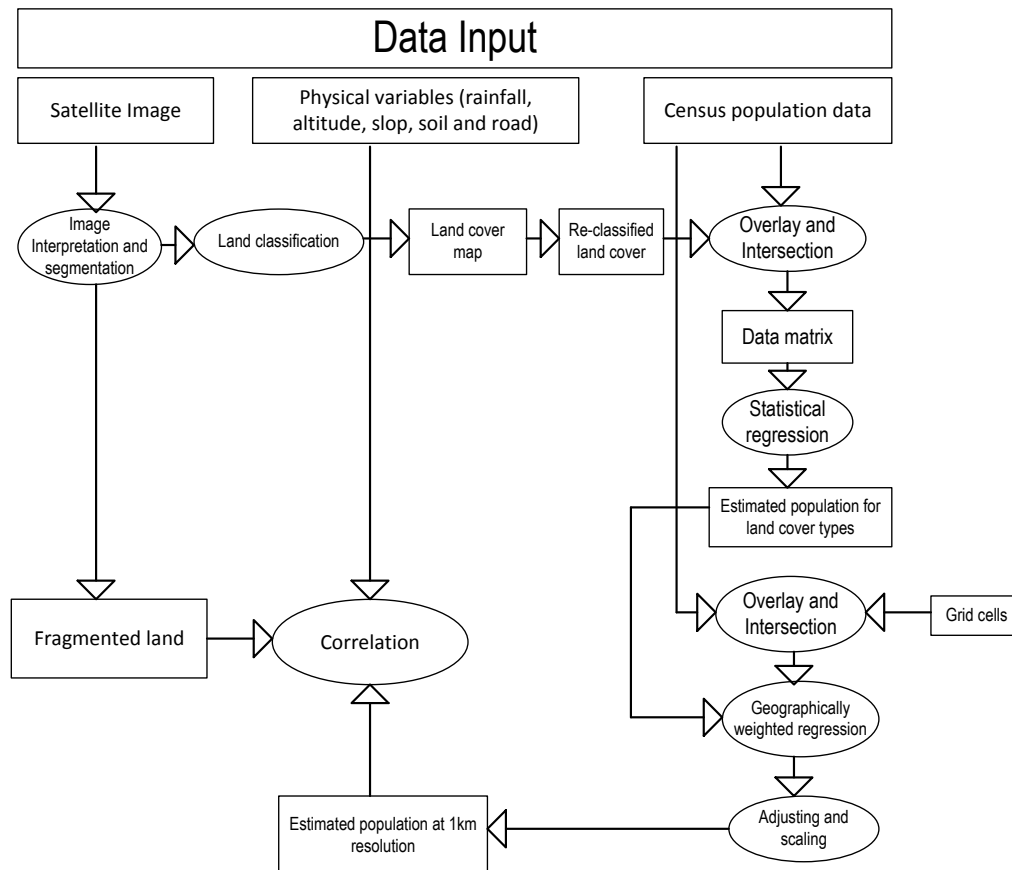 Data Input
Satellite Image
Physical variables (rainfall,
altitude, slop, soil and road)
Census population data
Image
Interpretation and
segmentation
Land classification
Land cover
map
Re-classified
land cover
Overlay and
Intersection
Data matrix
Statistical
regression
Estimated population for
land cover types
Fragmented land
Correlation
Overlay and
Intersection
Grid cells
Geographically
weighted regression
Estimated population at 1km
resolution
Adjusting and
scaling